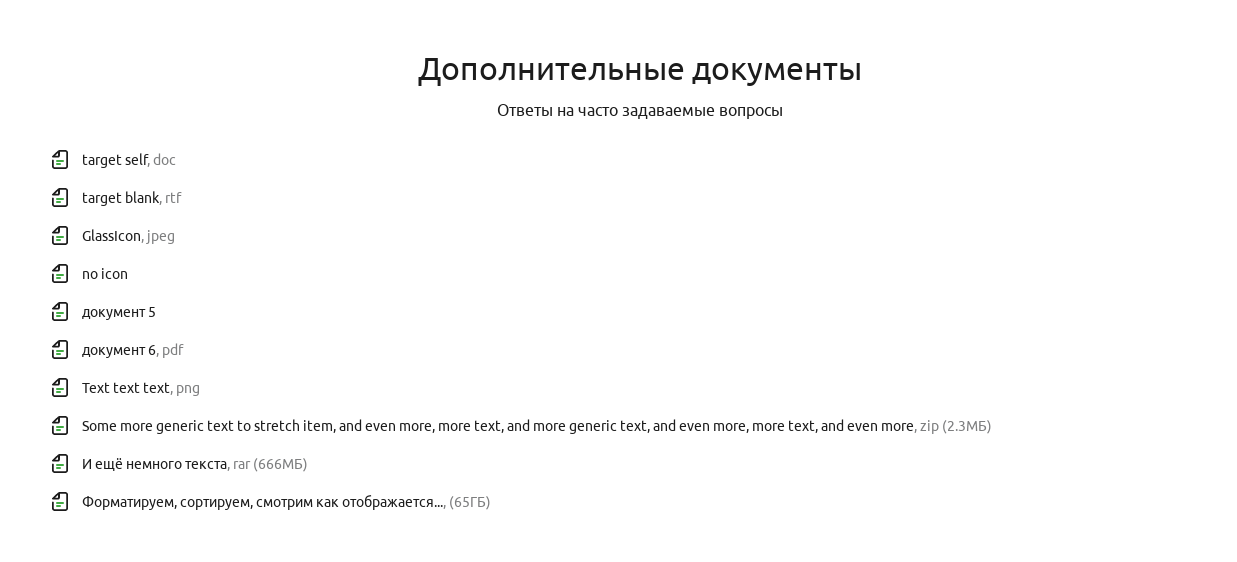 Дополнительные документы
Ответы на часто задаваемые вопросы
target self, doc
target blank, rtf
GlassIcon, jpeg
no icon
документ 5
документ 6, pdf
Text text text, png
Some more generic text to stretch item, and even more, more text, and more generic text, and even more, more text, and even more, zip (2.3МБ)
И ещё немного текста, rar (666МБ)
Форматируем, сортируем, смотрим как отображается..., (65ГБ)